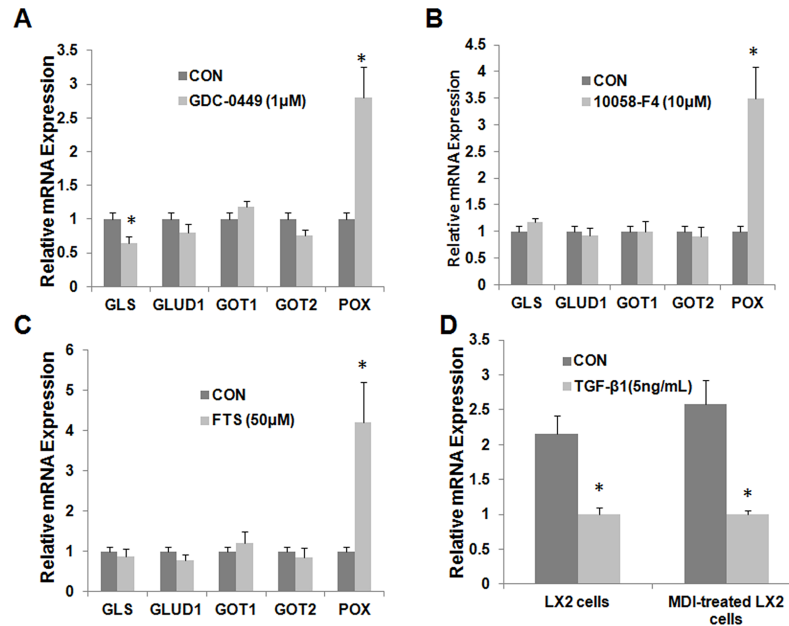 A
Relative mRNA Expression
3.5
3
2.5
2
1.5
1
0.5
0
CON
GDC-0449 (1μM)
*
*
GLS GLUD1 GOT1 GOT2 POX
B
Relative mRNA Expression
4.5
4
3.5
3
2.5
2
1.5
1
0.5
0
CON
10058-F4 (10μM)
*
GLS GLUD1 GOT1 GOT2 POX
C
Relative mRNA Expression
6
5
4
3
2
1
0
CON
FTS (50μM)
*
GLS GLUD1 GOT1 GOT2 POX
D
Relative mRNA Expression
3
2.5
2
1.5
1
0.5
0
CON
TGF-β1(5ng/mL)
*
*
LX2 cells
MDI-treated LX2
cells